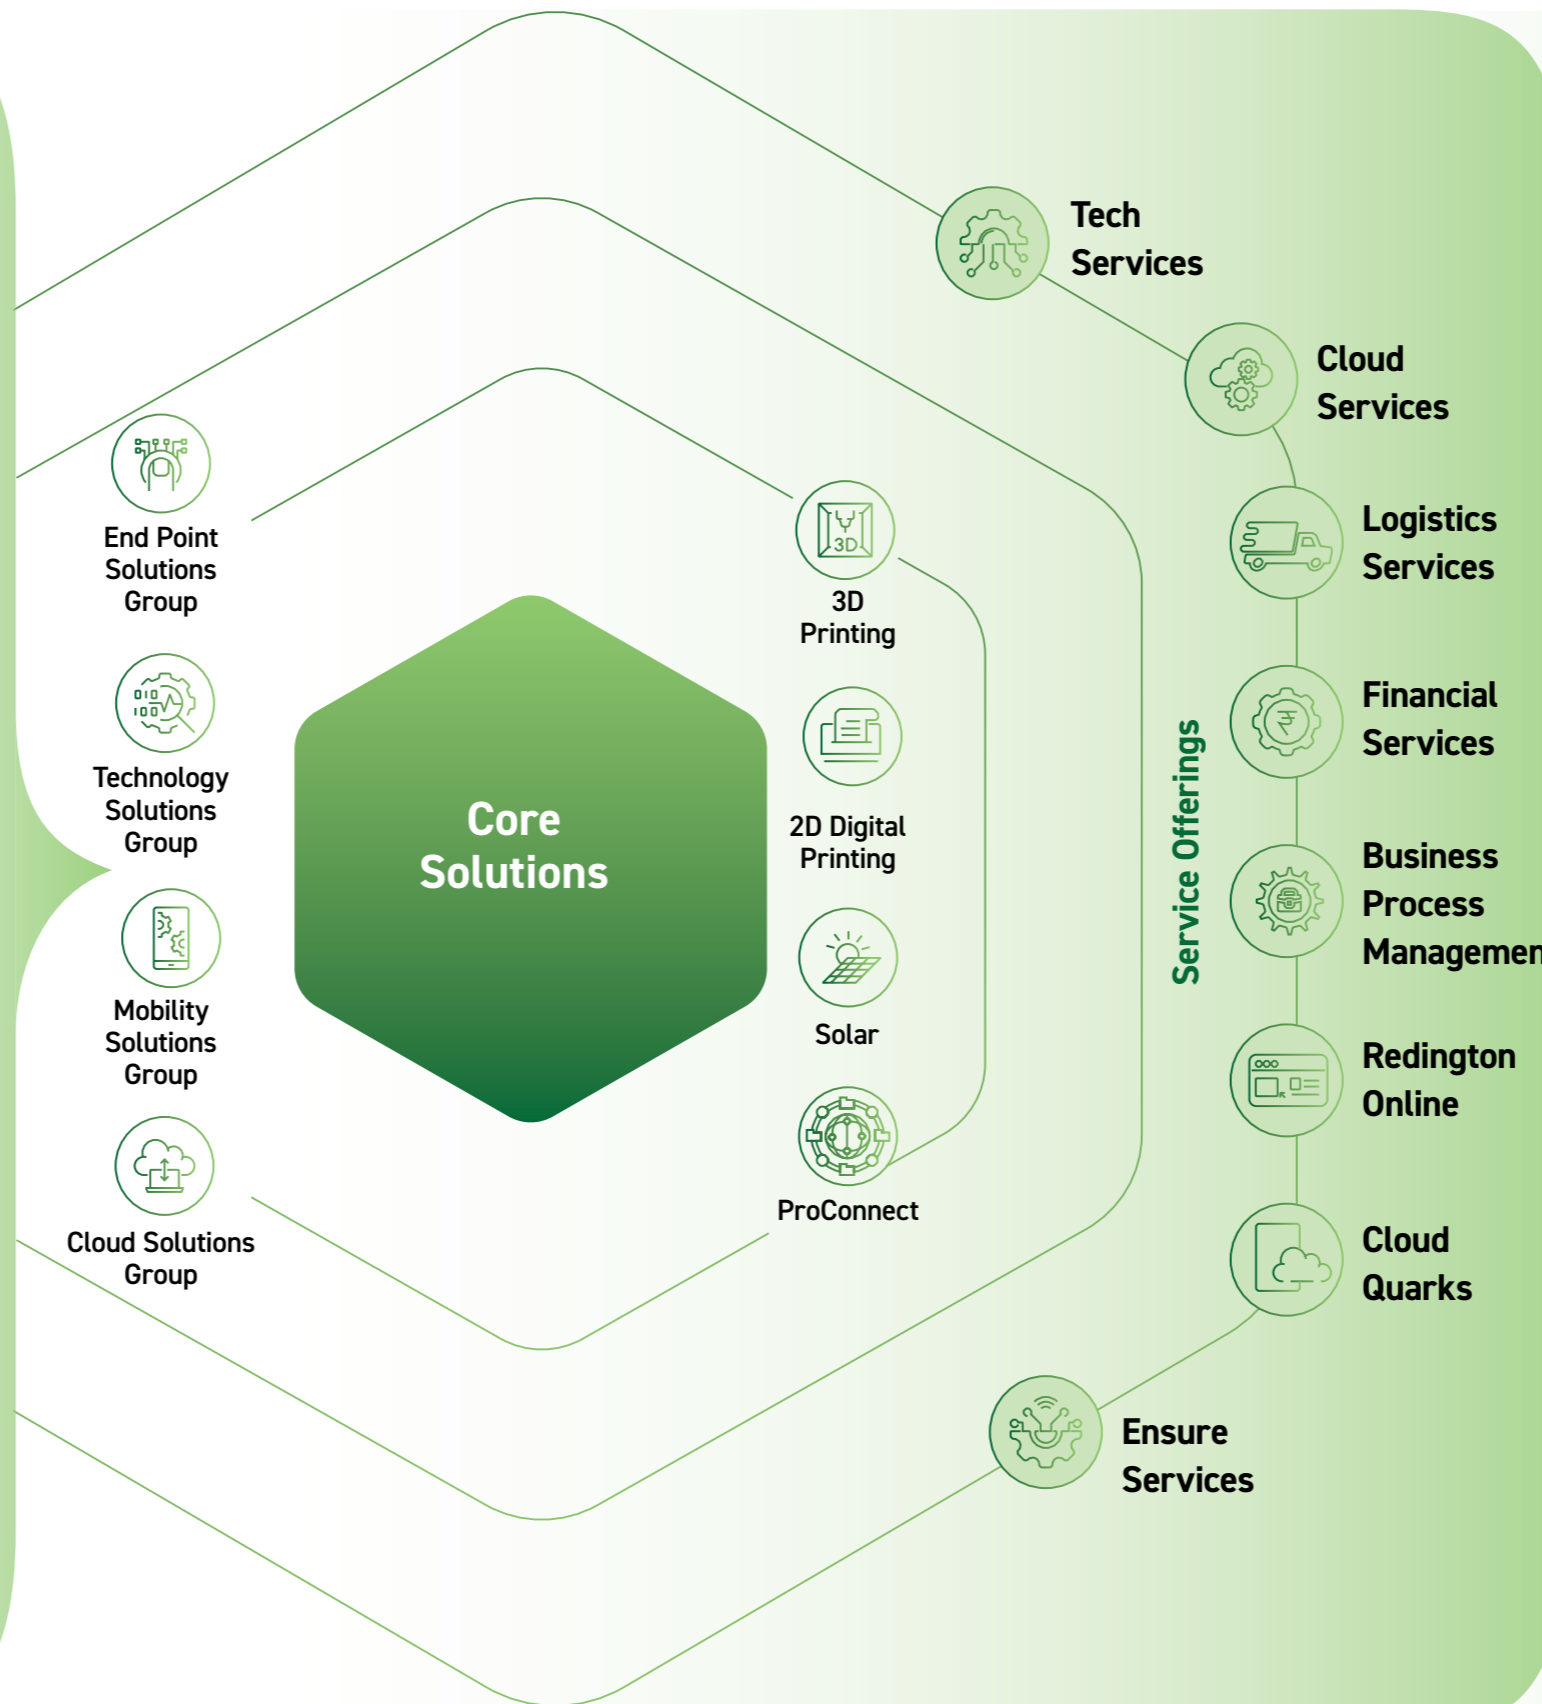 End Point
Solutions
Group
Technology
Solutions
Group
Mobility
Solutions
Group
Cloud Solutions
Group
Core
Solutions
3D
3D
Printing
2D Digital
Printing
Solar
ProConnect
Service Offerings
Tech
Services
Cloud
Services
Logistics
Services
₹
Financial
Services
Business
Process
Managemen
Redington
Online
Cloud
Quarks
Ensure
Services